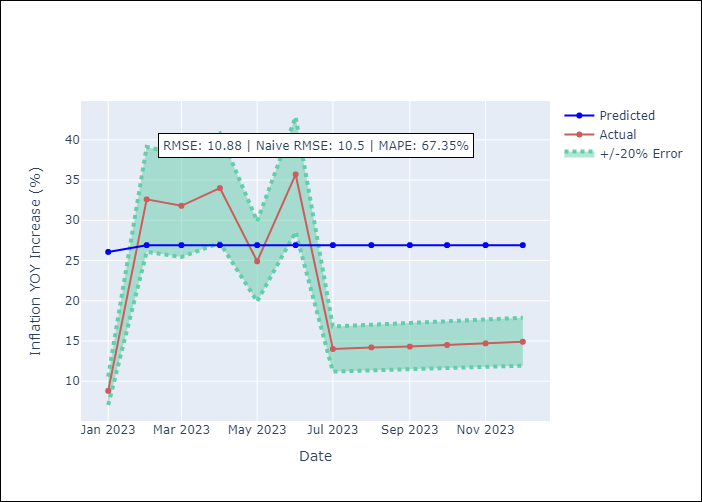 RMSE: 10.88 | Naive RMSE: 10.5 | MAPE: 67.35%
Predicted
Actual
+/-20% Error
Inflation YOY Increase (%)
40
35
30
25
20
15
10
Jan 2023
Mar 2023
May 2023
Jul 2023
Sep 2023
Nov 2023
Date